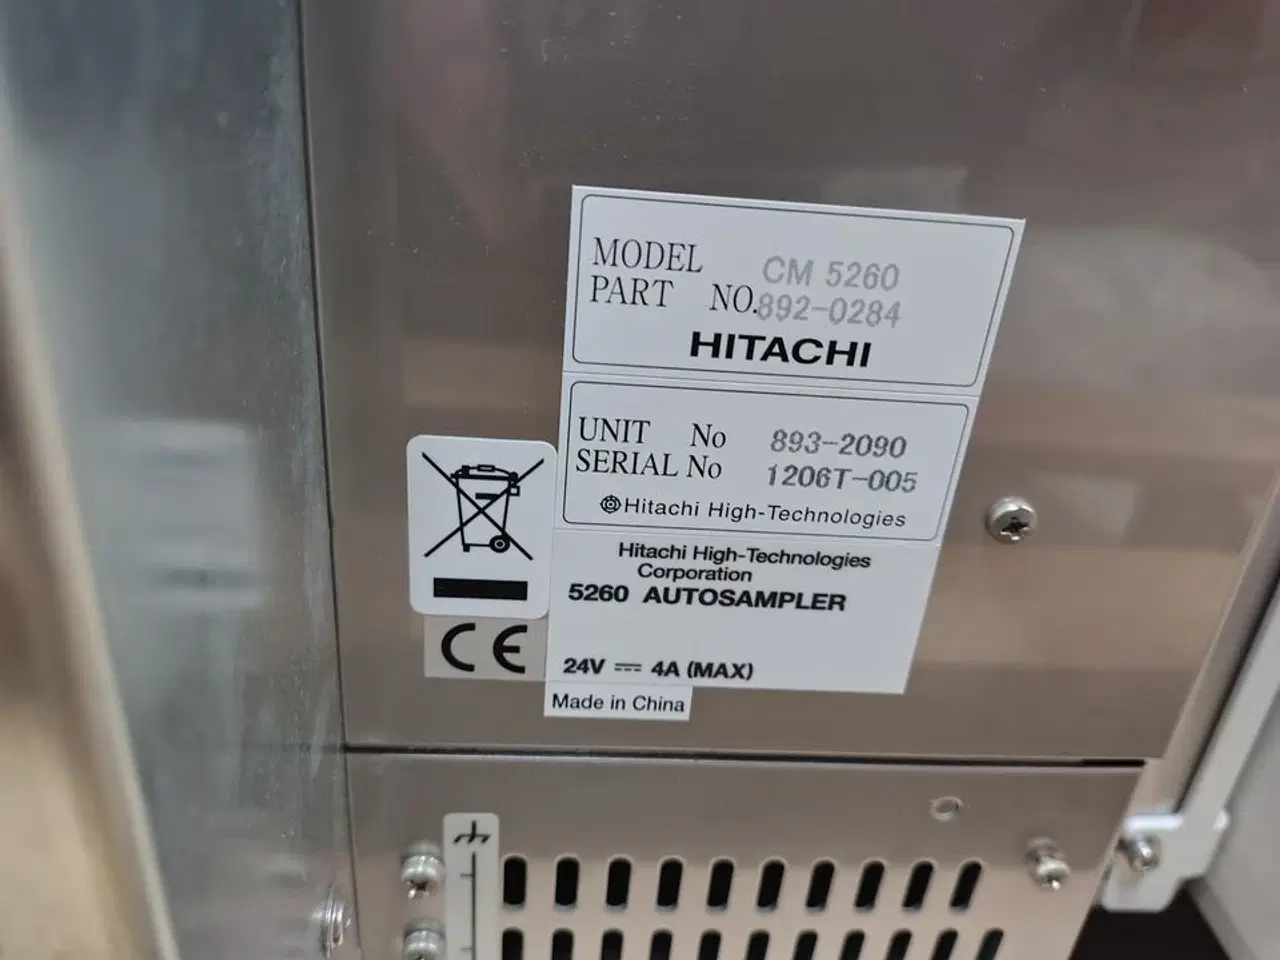 MODEL CM 5260
PART NO.892-0284
HITACHI
UNIT No 893-2090
SERIAL No 1206T-005
Hitachi High-Technologies
Hitachi High-Technologies
Corporation
5260 AUTOSAMPLER
24V ⎓ 4A (MAX)
CE
Made in China